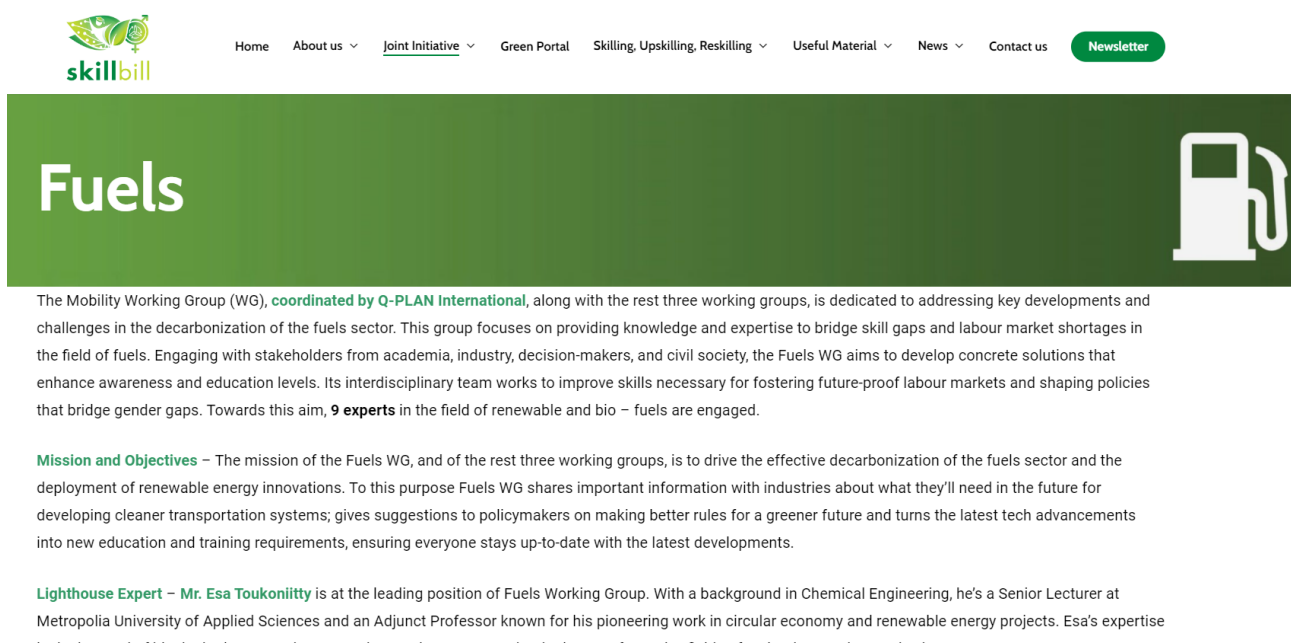 skillbill
Home About us Joint Initiative Green Portal Skilling, Upskilling, Reskilling Useful Material News Contact us Newsletter
Fuels
The Mobility Working Group (WG), coordinated by Q-PLAN International, along with the rest three working groups, is dedicated to addressing key developments and
challenges in the decarbonization of the fuels sector. This group focuses on providing knowledge and expertise to bridge skill gaps and labour market shortages in
the field of fuels. Engaging with stakeholders from academia, industry, decision-makers, and civil society, the Fuels WG aims to develop concrete solutions that
enhance awareness and education levels. Its interdisciplinary team works to improve skills necessary for fostering future-proof labour markets and shaping policies
that bridge gender gaps. Towards this aim, 9 experts in the field of renewable and bio – fuels are engaged.
Mission and Objectives – The mission of the Fuels WG, and of the rest three working groups, is to drive the effective decarbonization of the fuels sector and the
deployment of renewable energy innovations. To this purpose Fuels WG shares important information with industries about what they’ll need in the future for
developing cleaner transportation systems; gives suggestions to policymakers on making better rules for a greener future and turns the latest tech advancements
into new education and training requirements, ensuring everyone stays up-to-date with the latest developments.
Lighthouse Expert – Mr. Esa Toukoniitty is at the leading position of Fuels Working Group. With a background in Chemical Engineering, he’s a Senior Lecturer at
Metropolia University of Applied Sciences and an Adjunct Professor known for his pioneering work in circular economy and renewable energy projects. Esa’s expertise